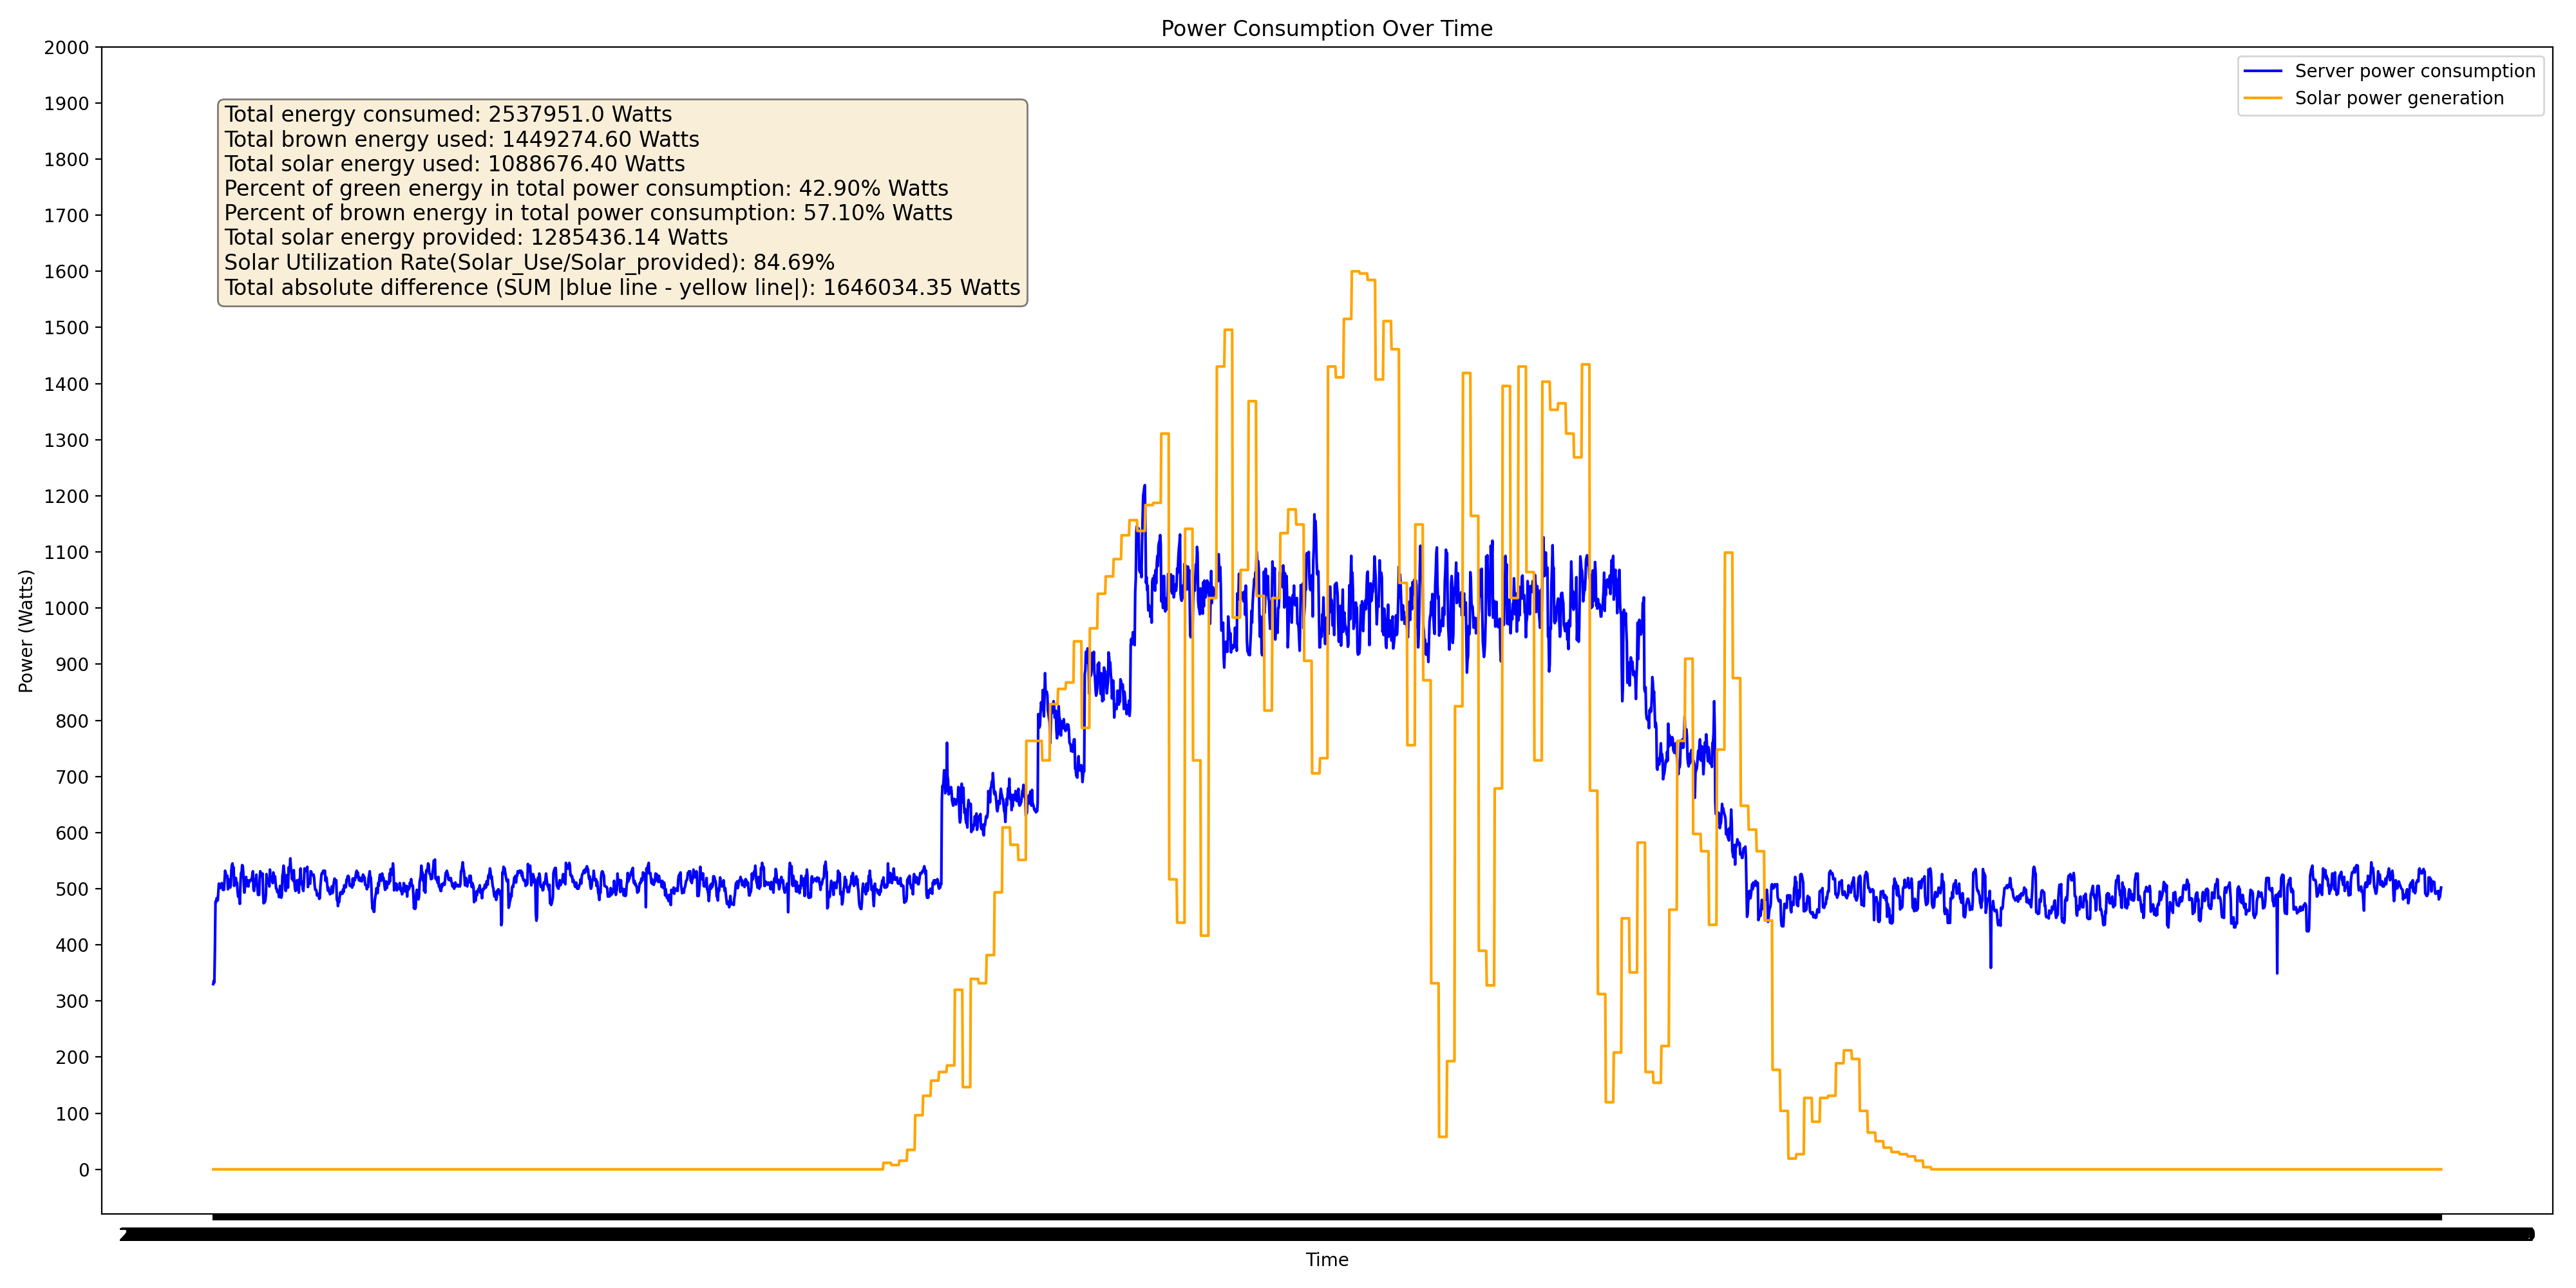 Power Consumption Over Time
2000
1900
1800
1700
1600
1500
1400
1300
1200
1100
1000
900
800
700
600
500
400
300
200
100
0
Power (Watts)
Total energy consumed: 2537951.0 Watts
Total brown energy used: 1449274.60 Watts
Total solar energy used: 1088676.40 Watts
Percent of green energy in total power consumption: 42.90% Watts
Percent of brown energy in total power consumption: 57.10% Watts
Total solar energy provided: 1285436.14 Watts
Solar Utilization Rate(Solar_Use/Solar_provided): 84.69%
Total absolute difference (SUM |blue line - yellow line|): 1646034.35 Watts
Server power consumption
Solar power generation
Time